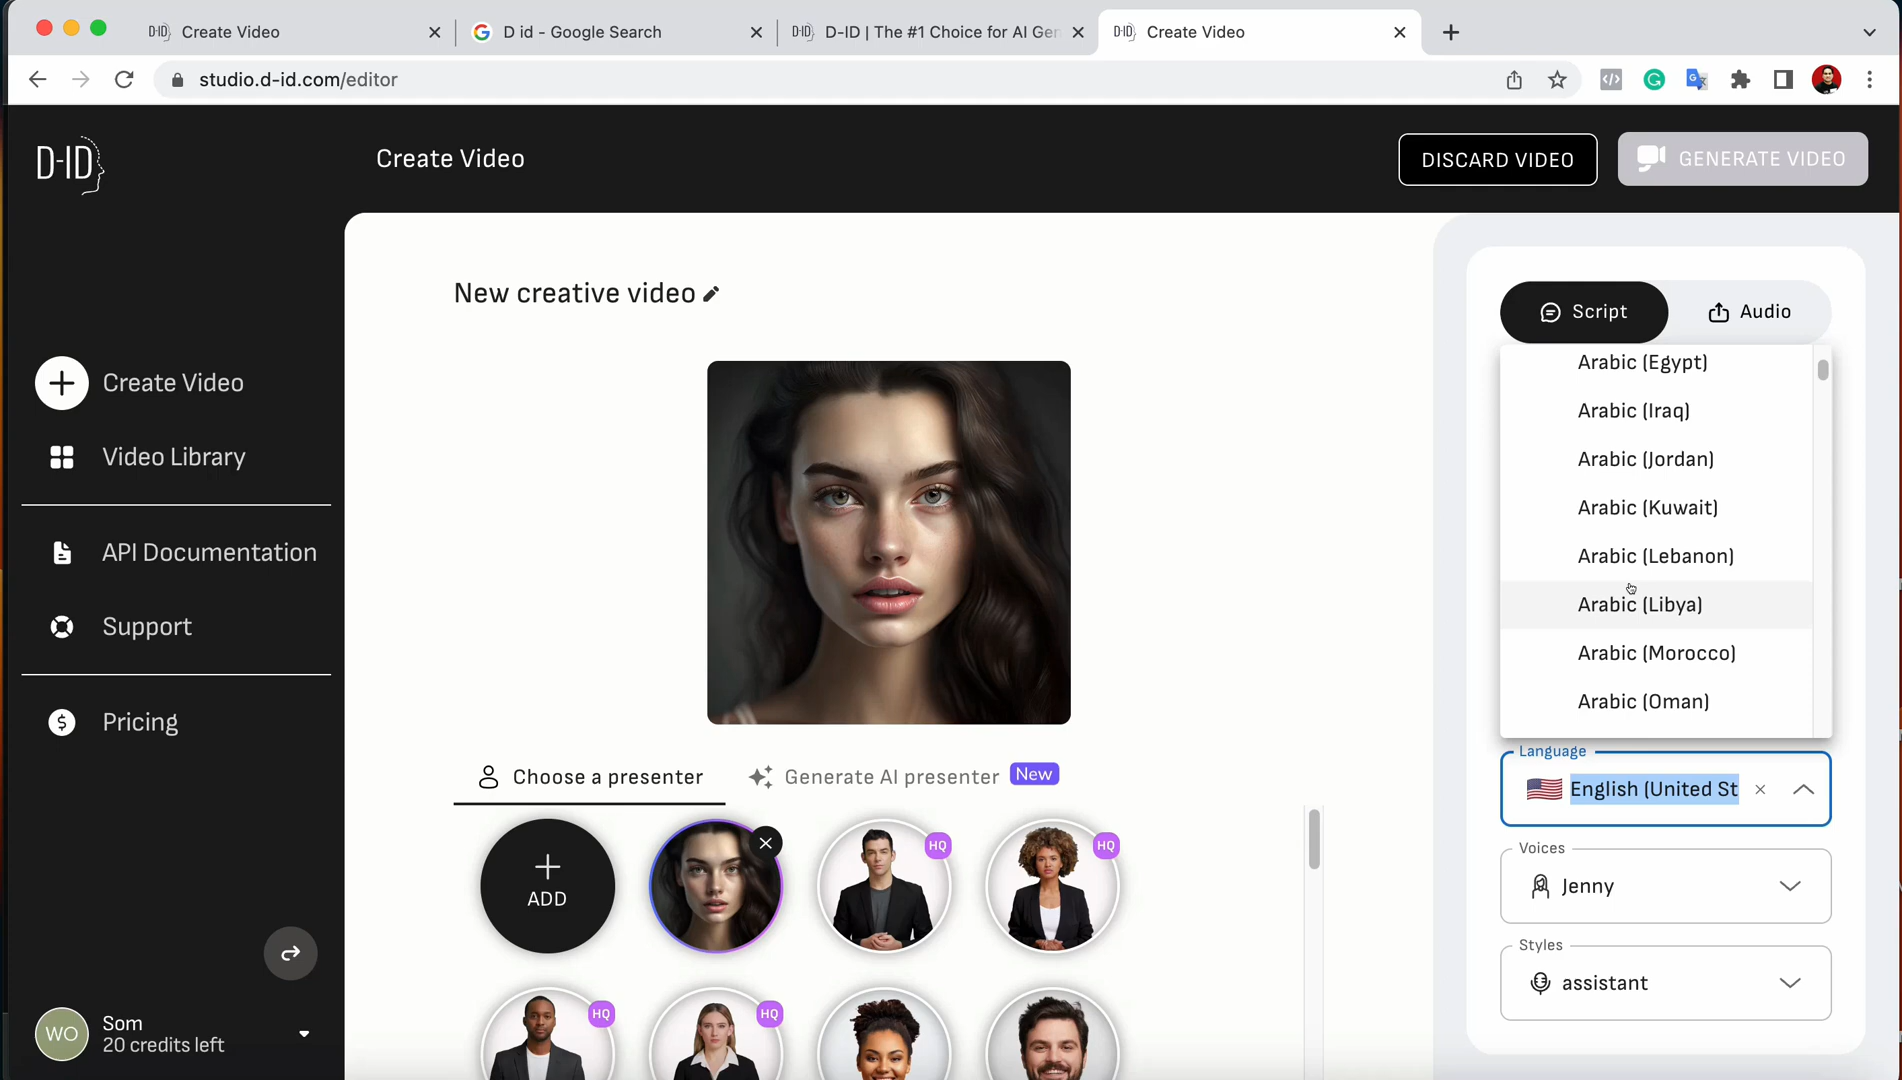 Create Video
D id - Google Search
D-ID | The #1 Choice for AI Gen
Create Video
studio.d-id.com/editor
D-ID
Create Video
DISCARD VIDEO
GENERATE VIDEO
New creative video
Script
Audio
Arabic (Egypt)
Arabic (Iraq)
Arabic (Jordan)
Arabic (Kuwait)
Arabic (Lebanon)
Arabic (Libya)
Arabic (Morocco)
Arabic (Oman)
Create Video
Video Library
API Documentation
Support
Pricing
Choose a presenter
Generate AI presenter
New
ADD
HQ
HQ
HQ
HQ
Language
English (United St
Voices
Jenny
Styles
assistant
WO
Som
20 credits left